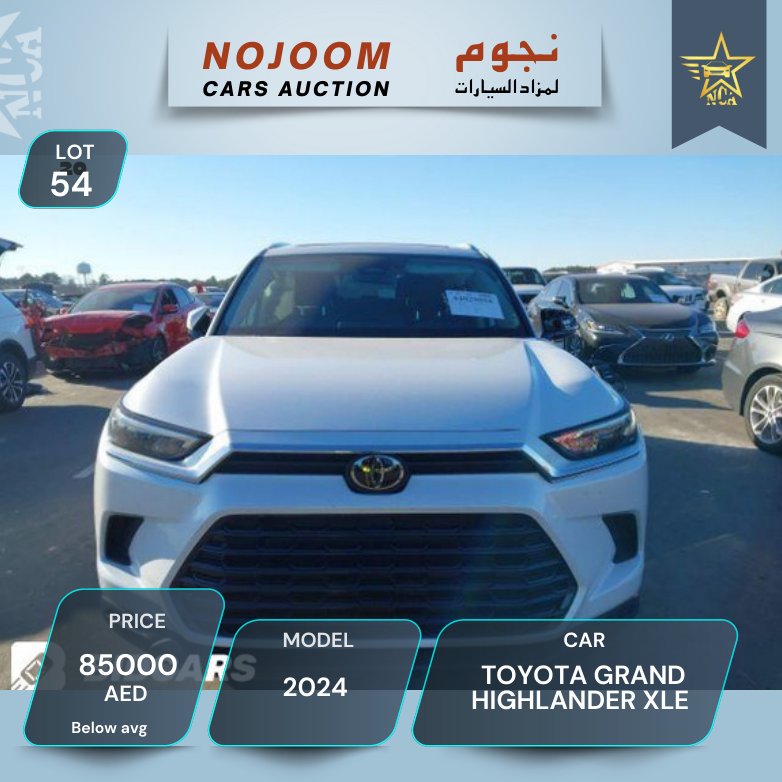 NOJOOM
CARS AUCTION
نجوم
لمزاد السيارات
NCA
NCA
LOT
54
PRICE
85000
AED
Below avg
MODEL
2024
CAR
TOYOTA GRAND
HIGHLANDER XLE